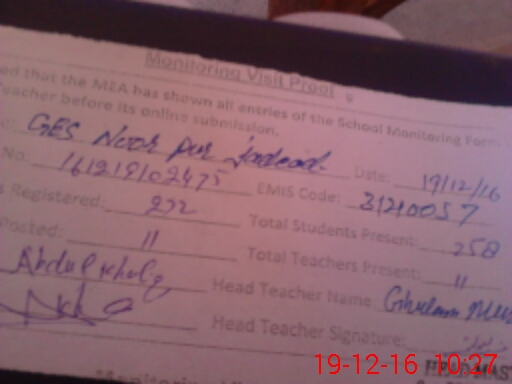 Monitoring Visit Proof
ed that the MEA has shown all entries of the School Monitoring Form
Teacher before its online submission.
GES Noor pur Jadeed Date: 19/12/16
No. EMIS Code: 31210057
s Registered: 272 Total Students Present: 258
Posted: 11 Total Teachers Present: 11
Abdul Head Teacher Name: Ghulam
Head Teacher Signature:
19-12-16 10:27